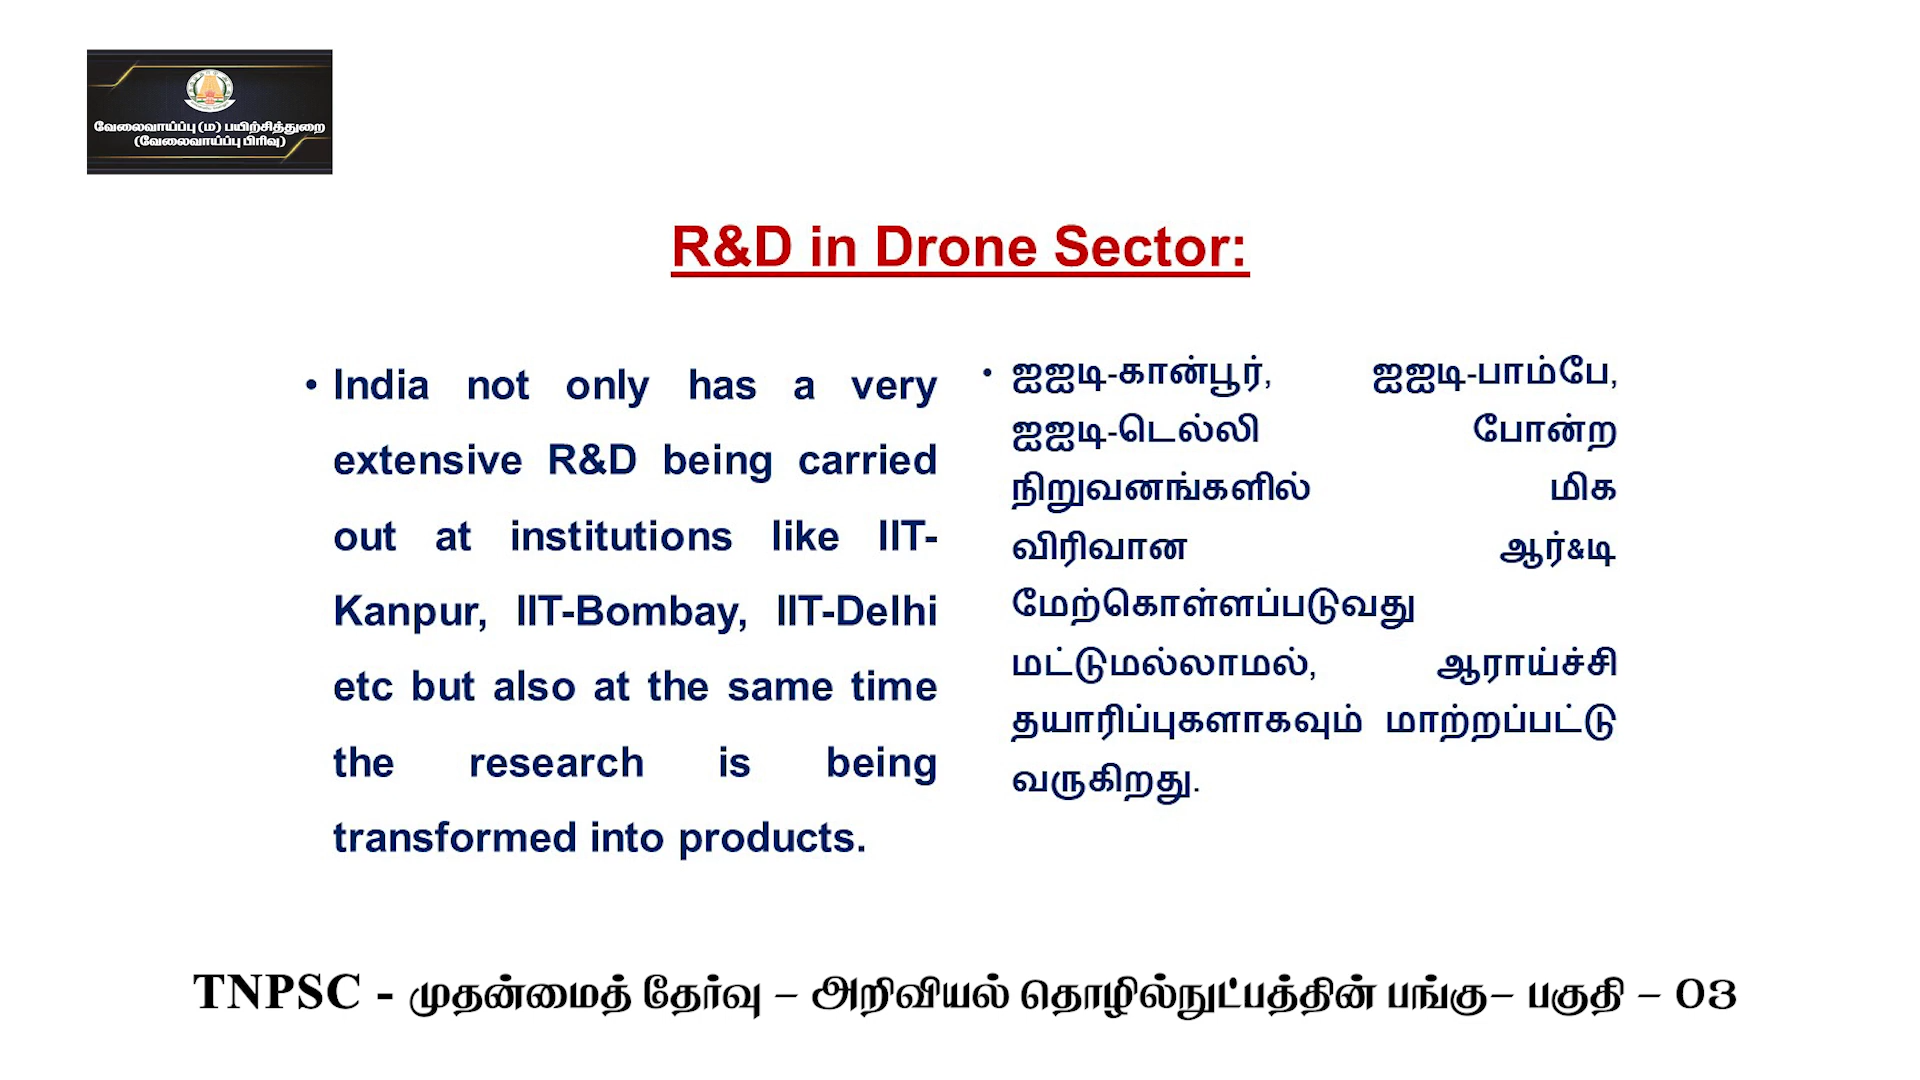 வேலைவாய்ப்பு (ம) பயிற்சித்துறை
(வேலைவாய்ப்பு பிரிவு)
R&D in Drone Sector:
• India not only has a very
extensive R&D being carried
out at institutions like IIT-
Kanpur, IIT-Bombay, IIT-Delhi
etc but also at the same time
the research is being
transformed into products.
• ஐஐடி-கான்பூர், ஐஐடி-பாம்பே,
ஐஐடி-டெல்லி போன்ற
நிறுவனங்களில் மிக
விரிவான ஆர்&டி
மேற்கொள்ளப்படுவது
மட்டுமல்லாமல், ஆராய்ச்சி
தயாரிப்புகளாகவும் மாற்றப்பட்டு
வருகிறது.
TNPSC - முதன்மைத் தேர்வு – அறிவியல் தொழில்நுட்பத்தின் பங்கு– பகுதி – 03